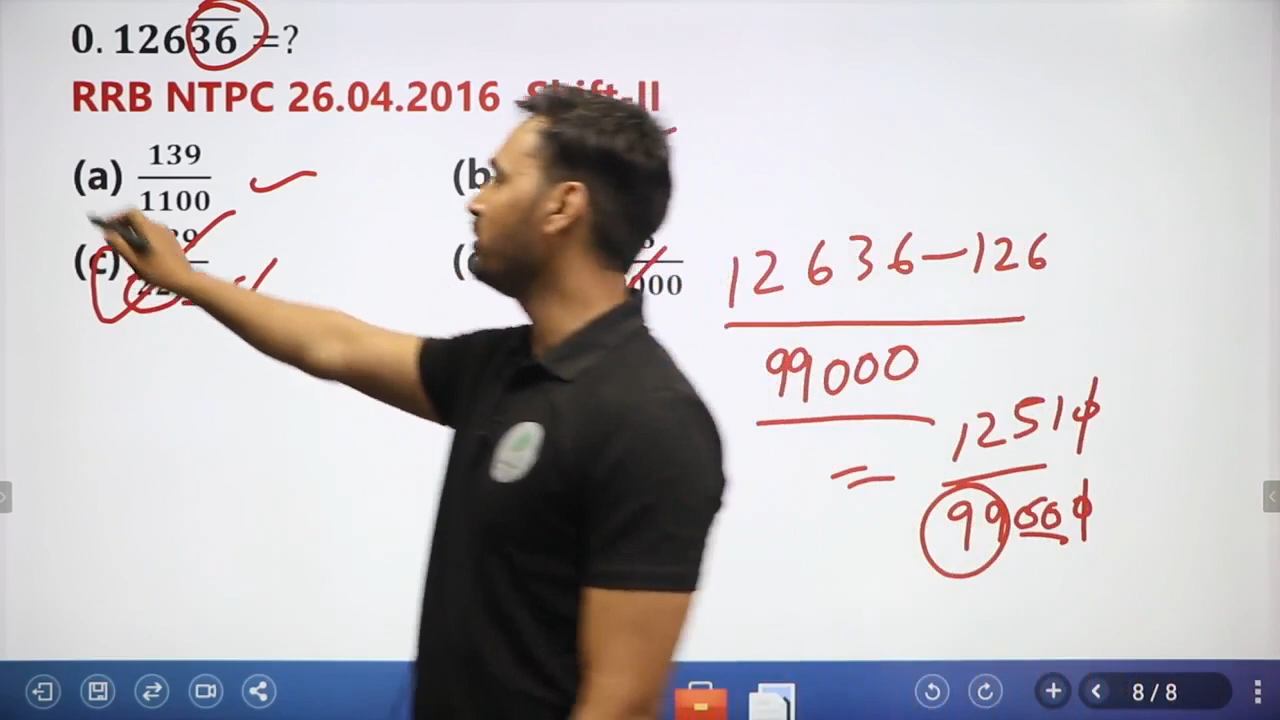 0.12636 =?
RRB NTPC 26.04.2016 Shift-II
(a) 139
1100
(b
(c)
000
12636-126
99000
= 12510
99000
8 / 8